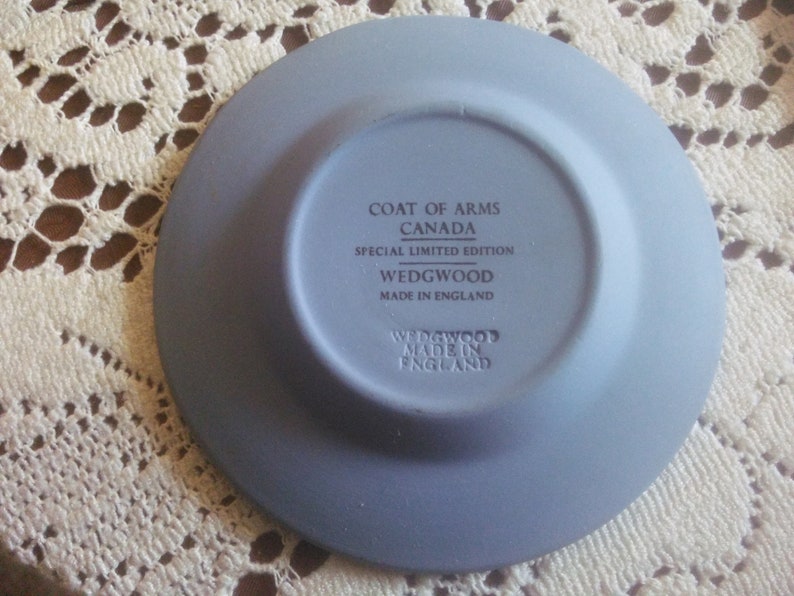 COAT OF ARMS
CANADA
SPECIAL LIMITED EDITION
WEDGWOOD
MADE IN ENGLAND
WEDGWOOD
MADE IN
ENGLAND